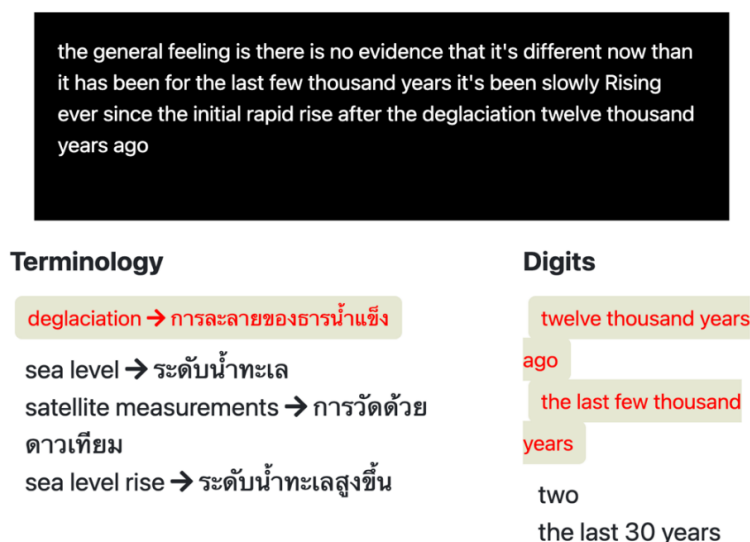 the general feeling is there is no evidence that it's different now than
it has been for the last few thousand years it's been slowly Rising
ever since the initial rapid rise after the deglaciation twelve thousand
years ago
Terminology
deglaciation → การละลายของธารน้ำแข็ง
sea level → ระดับน้ำทะเล
satellite measurements → การวัดด้วย
ดาวเทียม
sea level rise → ระดับน้ำทะเลสูงขึ้น
Digits
twelve thousand years
ago
the last few thousand
years
two
the last 30 years